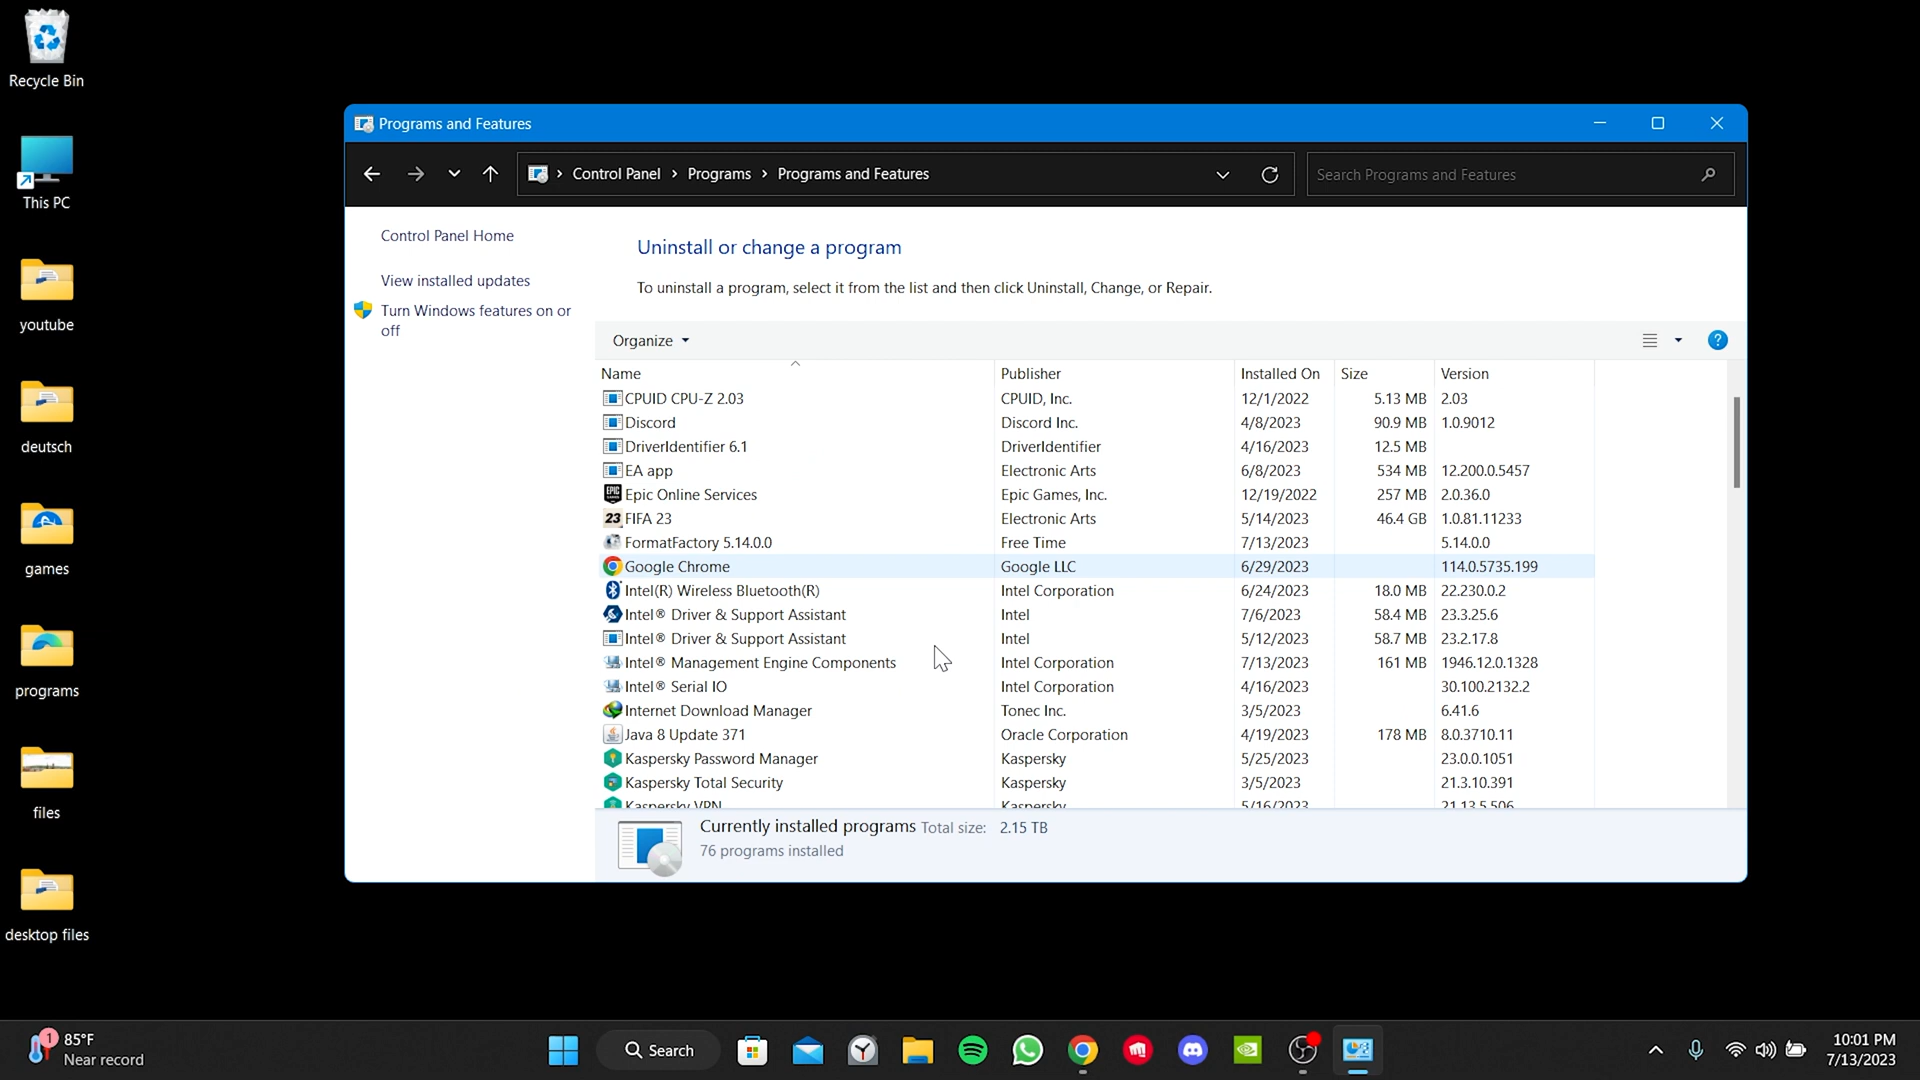 Recycle Bin
This PC
youtube
deutsch
games
programs
files
desktop files
Programs and Features
Control Panel > Programs > Programs and Features
Search Programs and Features
Control Panel Home
View installed updates
Turn Windows features on or
off
Uninstall or change a program
To uninstall a program, select it from the list and then click Uninstall, Change, or Repair.
Organize
Name Publisher Installed On Size Version
CPUID CPU-Z 2.03 CPUID, Inc. 12/1/2022 5.13 MB 2.03
Discord Discord Inc. 4/8/2023 90.9 MB 1.0.9012
DriverIdentifier 6.1 DriverIdentifier 4/16/2023 12.5 MB
EA app Electronic Arts 6/8/2023 534 MB 12.200.0.5457
EPIC GAMES Epic Online Services Epic Games, Inc. 12/19/2022 257 MB 2.0.36.0
23 FIFA 23 Electronic Arts 5/14/2023 46.4 GB 1.0.81.11233
FormatFactory 5.14.0.0 Free Time 7/13/2023 5.14.0.0
Google Chrome Google LLC 6/29/2023 114.0.5735.199
Intel(R) Wireless Bluetooth(R) Intel Corporation 6/24/2023 18.0 MB 22.230.0.2
Intel® Driver & Support Assistant Intel 7/6/2023 58.4 MB 23.3.25.6
Intel® Driver & Support Assistant Intel 5/12/2023 58.7 MB 23.2.17.8
Intel® Management Engine Components Intel Corporation 7/13/2023 161 MB 1946.12.0.1328
Intel® Serial IO Intel Corporation 4/16/2023 30.100.2132.2
Internet Download Manager Tonec Inc. 3/5/2023 6.41.6
Java 8 Update 371 Oracle Corporation 4/19/2023 178 MB 8.0.3710.11
Kaspersky Password Manager Kaspersky 5/25/2023 23.0.0.1051
Kaspersky Total Security Kaspersky 3/5/2023 21.3.10.391
Kaspersky VPN Kaspersky 5/16/2023 21.13.5.506
Currently installed programs Total size: 2.15 TB
76 programs installed
1
85°F
Near record
Search
10:01 PM
7/13/2023